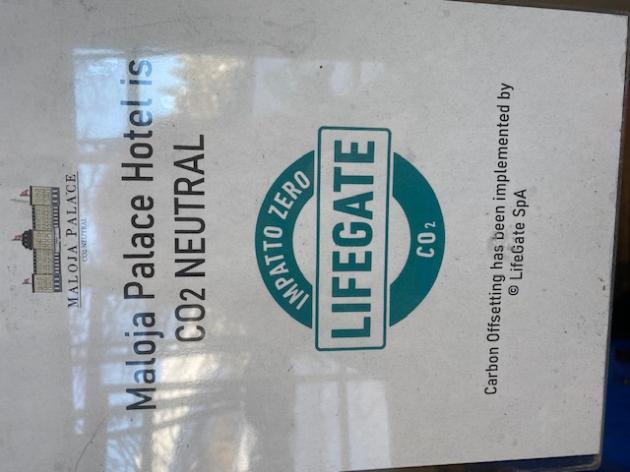 MALOJA PALACE
CO2 NEUTRAL
Maloja Palace Hotel is
CO2 NEUTRAL
IMPATTO ZERO
LIFEGATE
CO₂
Carbon Offsetting has been implemented by
© LifeGate SpA